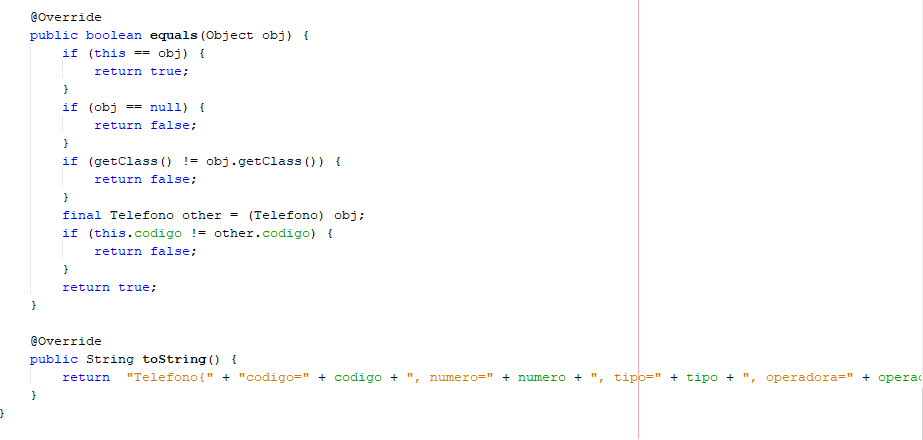 @Override
public boolean equals(Object obj) {
if (this == obj) {
return true;
}
if (obj == null) {
return false;
}
if (getClass() != obj.getClass()) {
return false;
}
final Telefono other = (Telefono) obj;
if (this.codigo != other.codigo) {
return false;
}
return true;
}
@Override
public String toString() {
return  "Telefono{" + "codigo=" + codigo + ", numero=" + numero + ", tipo=" + tipo + ", operadora=" +
}
}